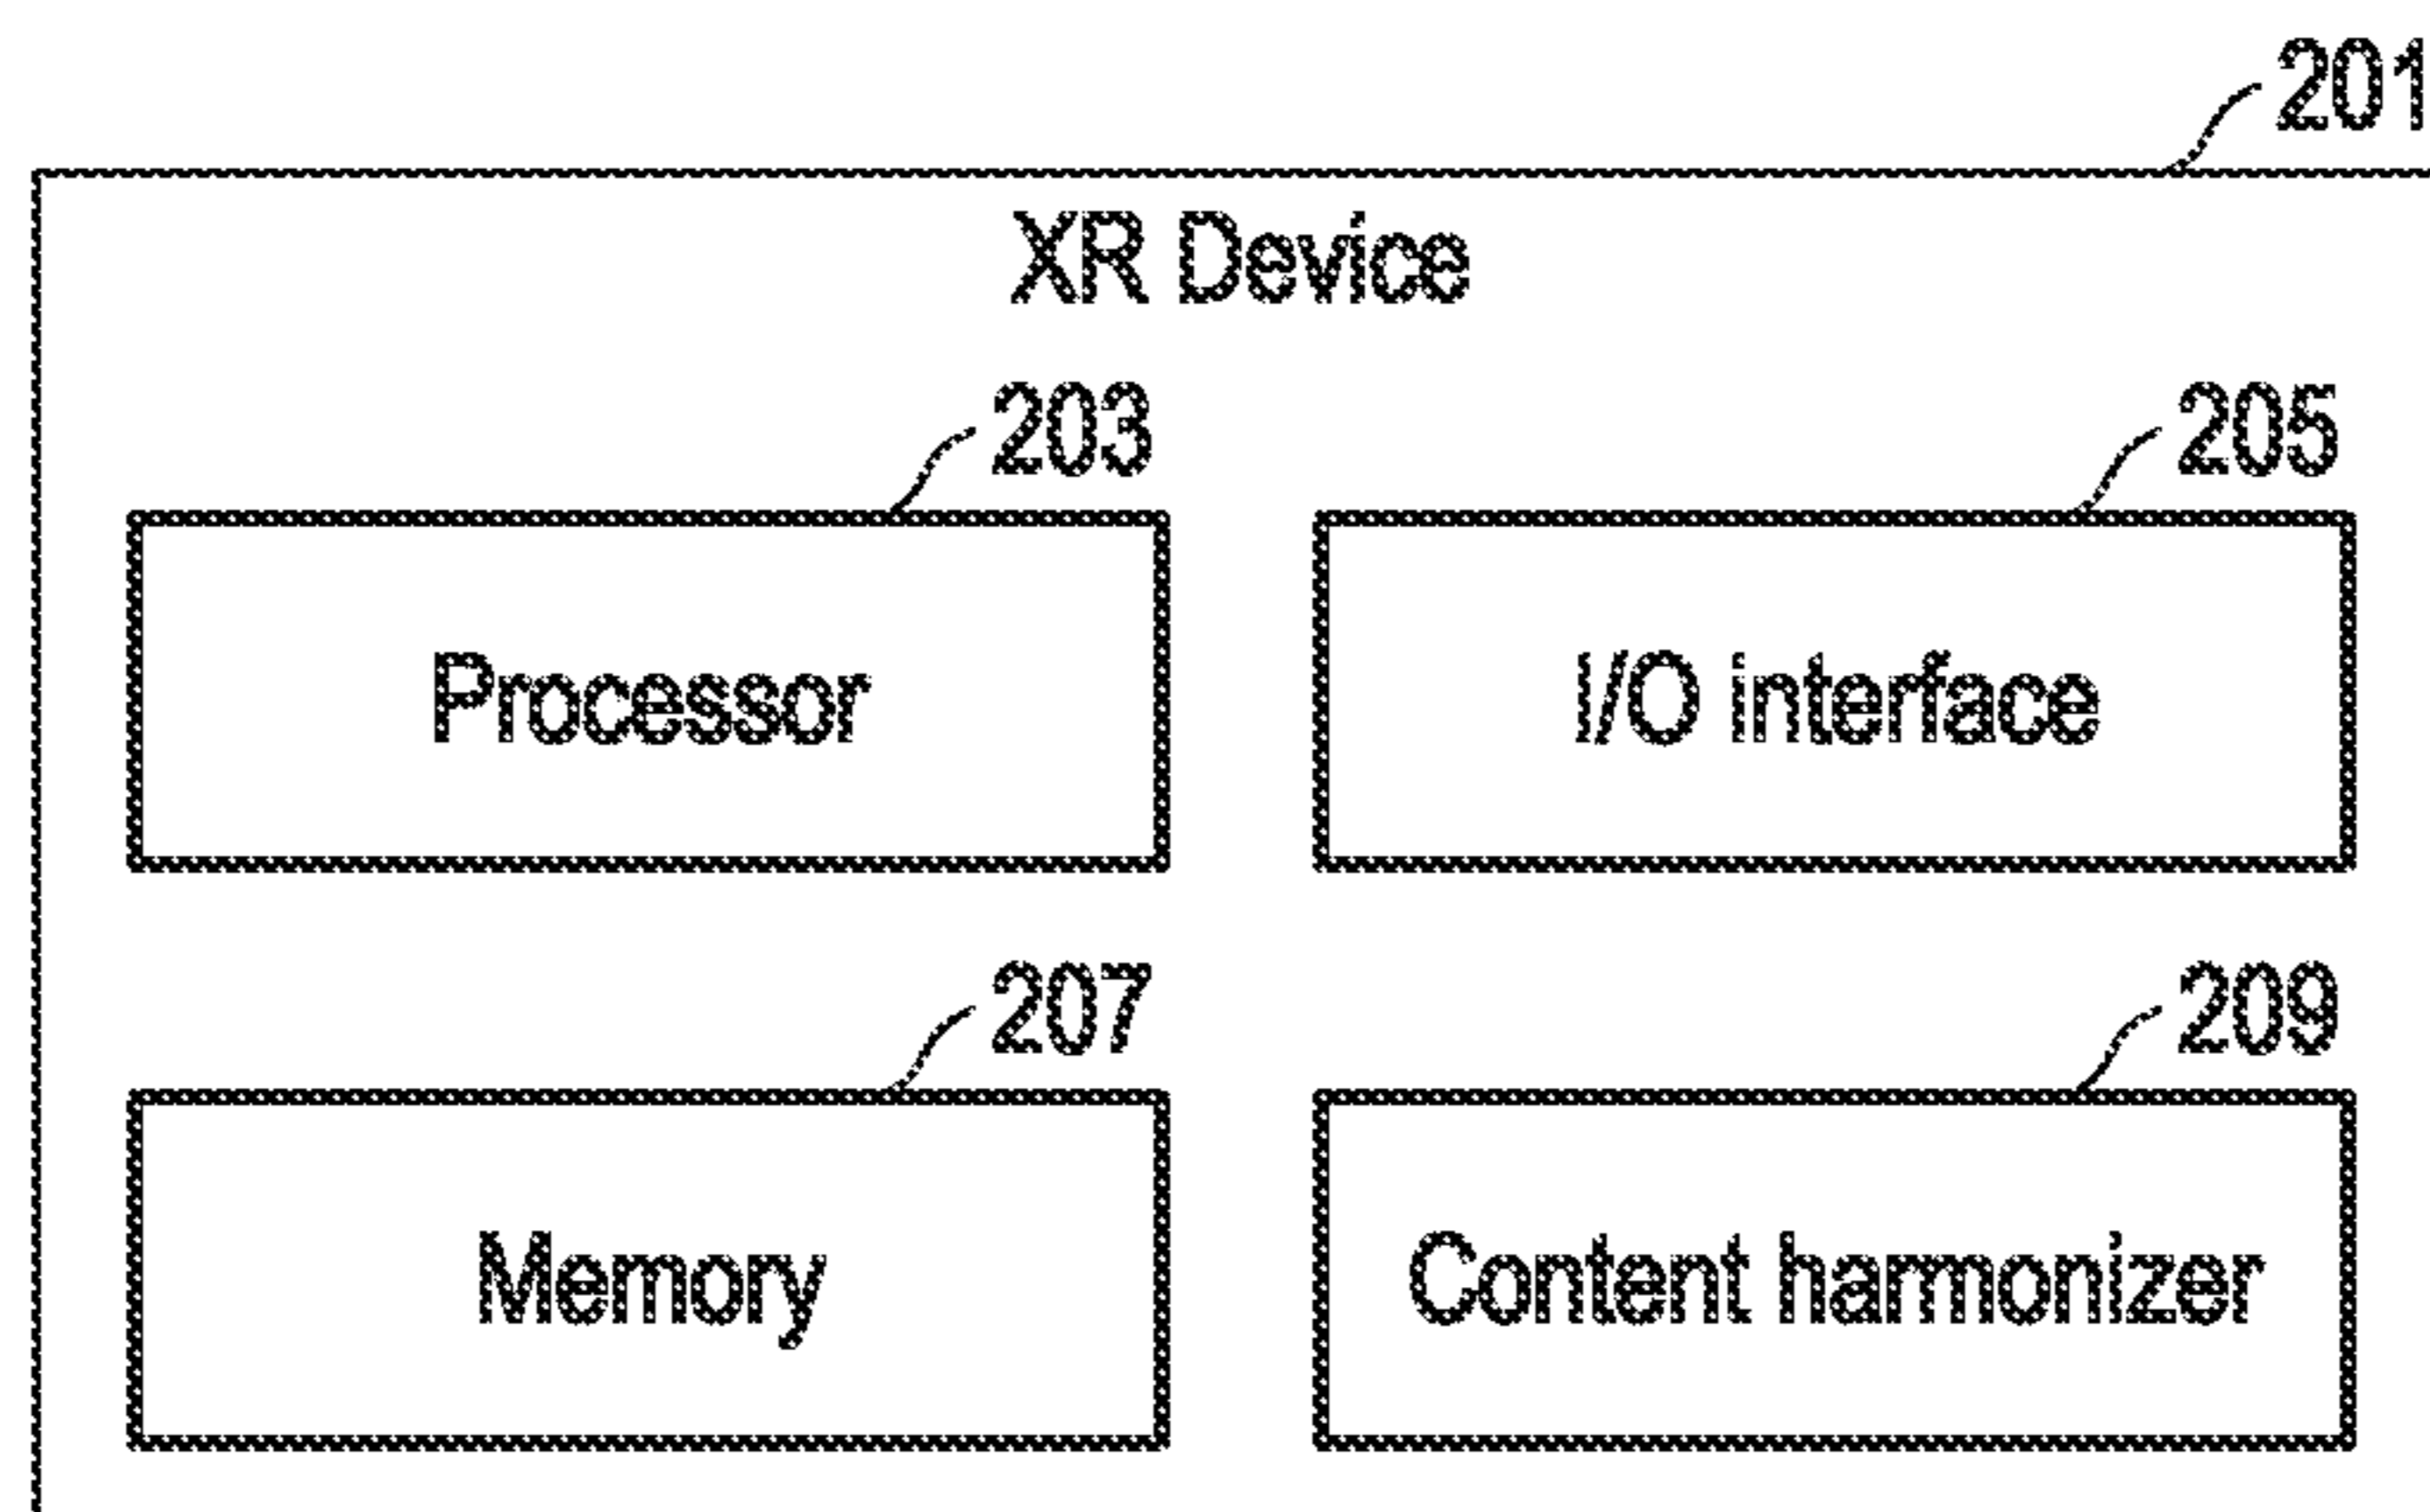 201
XR Device
203
205
Processor
I/O interface
207
209
Memory
Content harmonizer